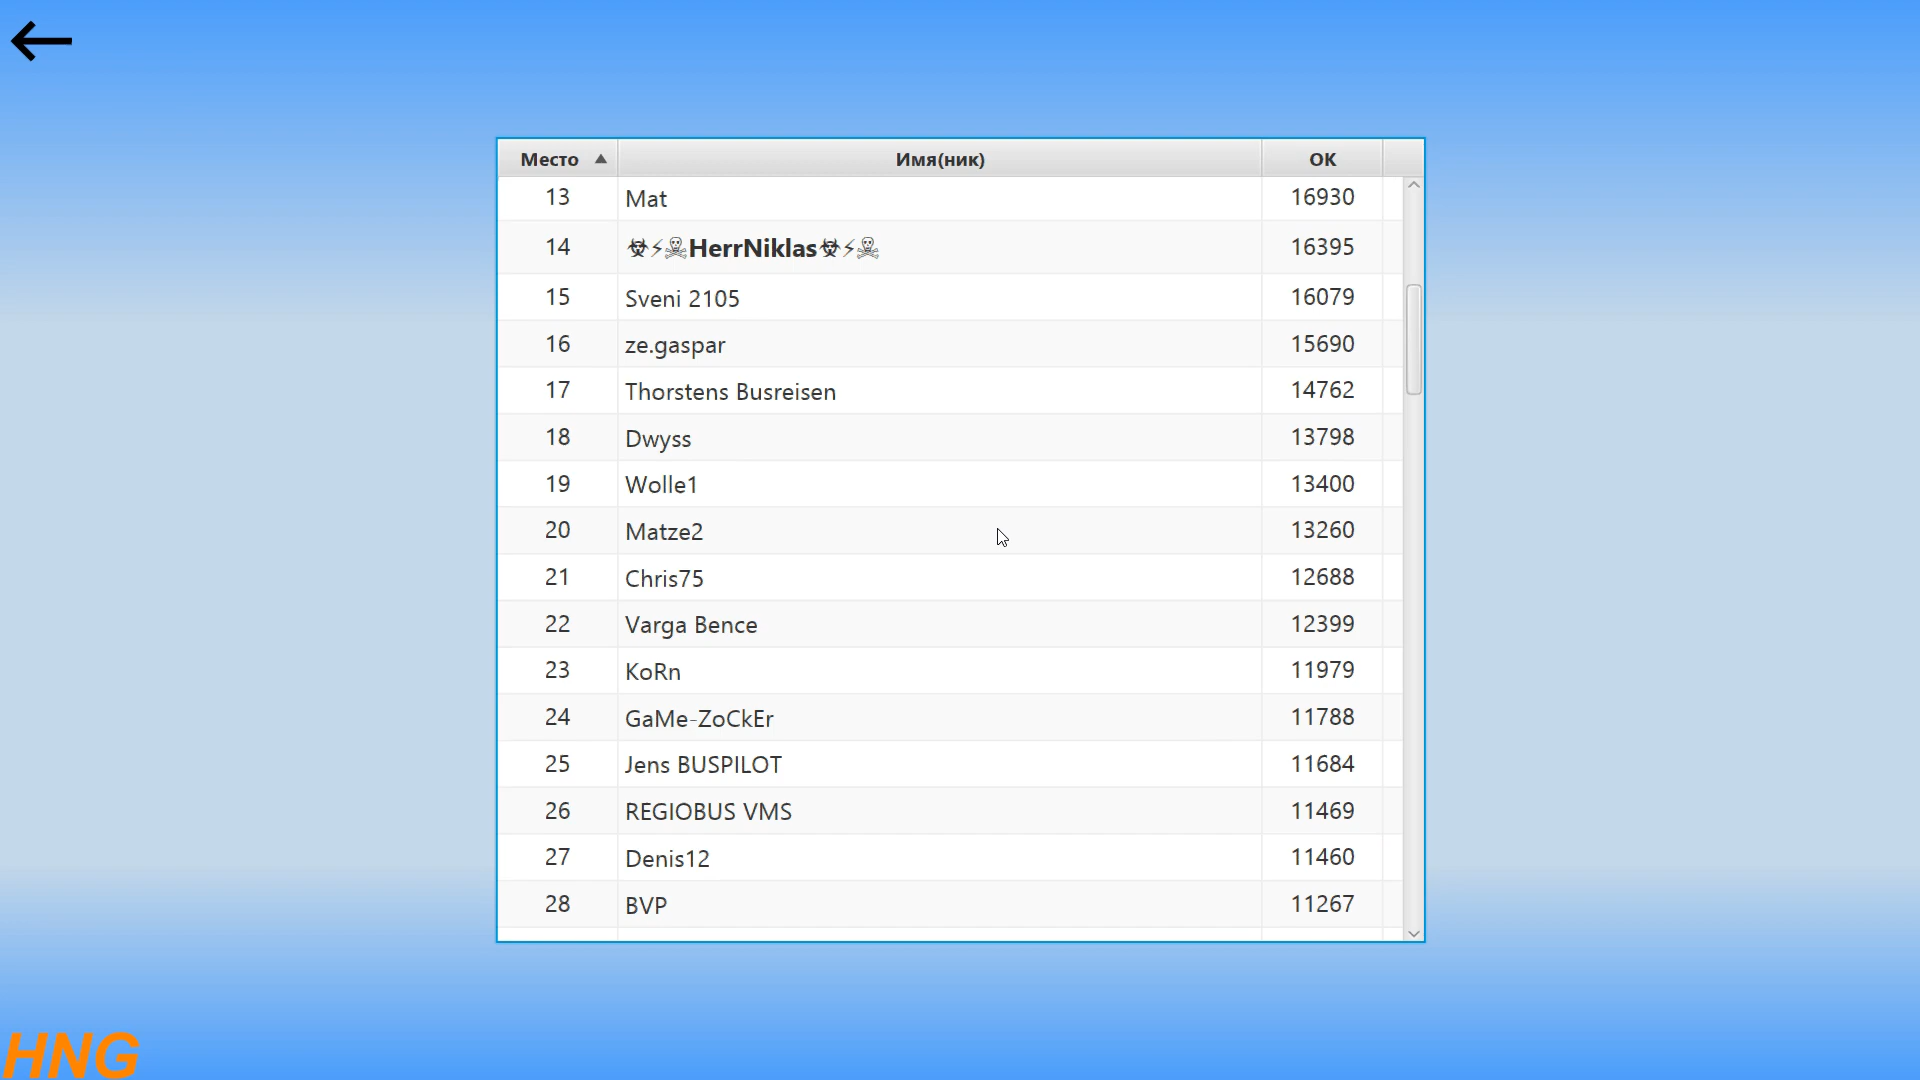 Место Имя(ник) ОК
13 Mat 16930
14 ☣⚡☠HerrNiklas☣⚡☠ 16395
15 Sveni 2105 16079
16 ze.gaspar 15690
17 Thorstens Busreisen 14762
18 Dwyss 13798
19 Wolle1 13400
20 Matze2 13260
21 Chris75 12688
22 Varga Bence 12399
23 KoRn 11979
24 GaMe-ZoCkEr 11788
25 Jens BUSPILOT 11684
26 REGIOBUS VMS 11469
27 Denis12 11460
28 BVP 11267
HNG